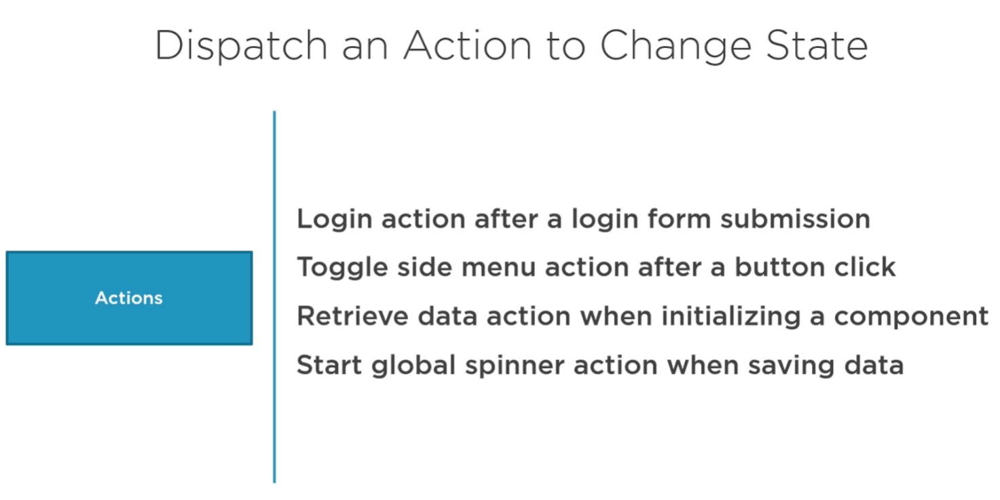 Dispatch an Action to Change State
Actions
Login action after a login form submission
Toggle side menu action after a button click
Retrieve data action when initializing a component
Start global spinner action when saving data